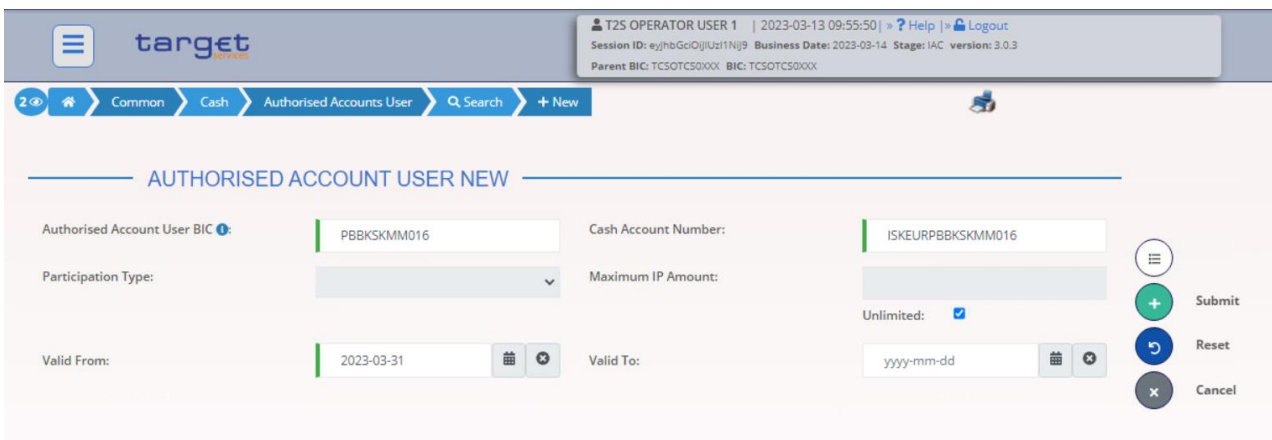 target
services
T2S OPERATOR USER 1 | 2023-03-13 09:55:50| » ? Help |» Logout
Session ID: eyJhbGciOiJIUzI1NiJ9 Business Date: 2023-03-14 Stage: IAC version: 3.0.3
Parent BIC: TCSOTCS0XXX BIC: TCSOTCS0XXX
2 Common Cash Authorised Accounts User Search + New
AUTHORISED ACCOUNT USER NEW
Authorised Account User BIC : PBBKSKMM016 Cash Account Number: ISKEURPBBKSKMM016
Participation Type: Maximum IP Amount:
Unlimited:
Submit
Valid From: 2023-03-31 Valid To: yyyy-mm-dd
Reset
Cancel